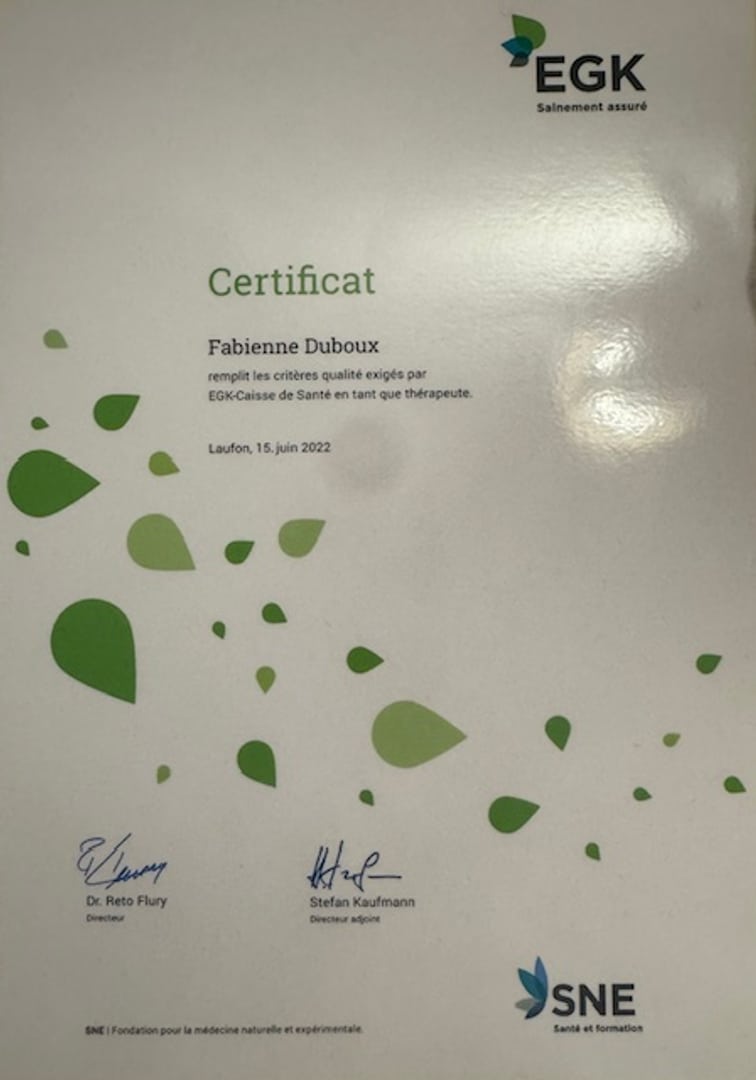 EGK
Sainement assuré
Certificat
Fabienne Duboux
remplit les critères qualité exigés par
EGK-Caisse de Santé en tant que thérapeute.
Laufon, 15. juin 2022
Dr. Reto Flury
Directeur
Stefan Kaufmann
Directeur adjoint
SNE
Santé et formation
SNE | Fondation pour la médecine naturelle et expérimentale.